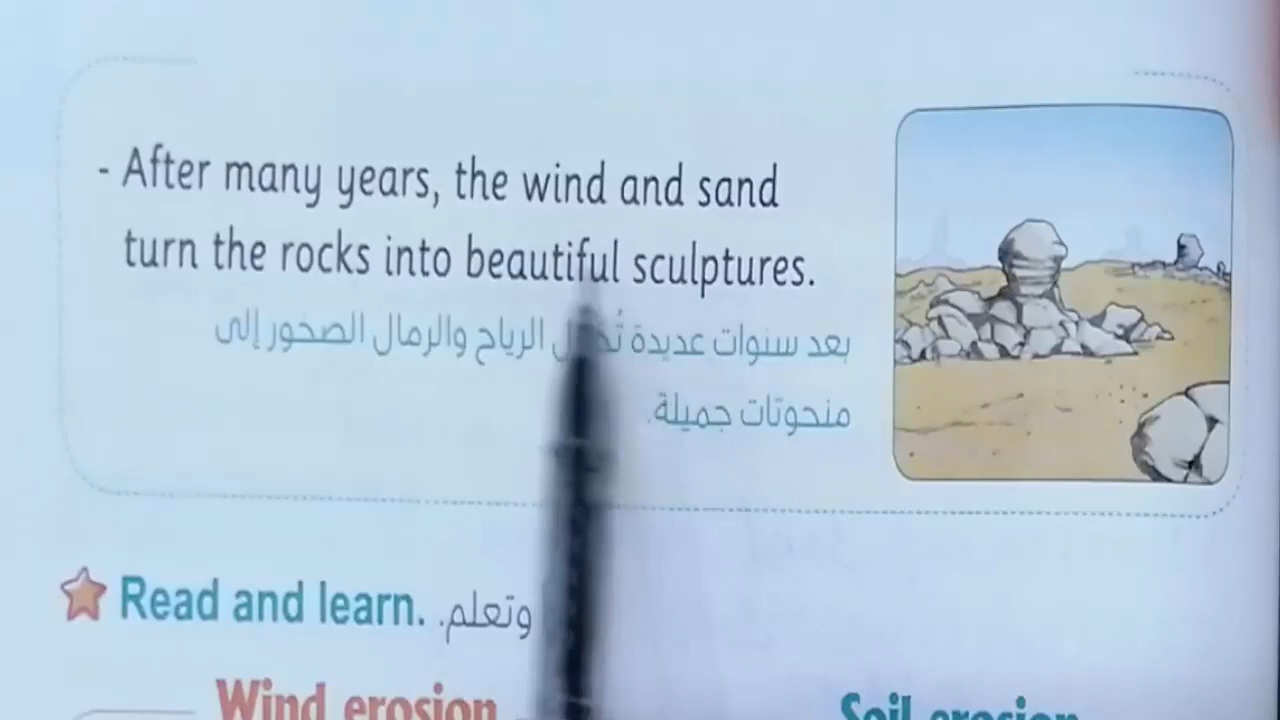 - After many years, the wind and sand
turn the rocks into beautiful sculptures.
بعد سنوات عديدة الرياح والرمال الصخور إلى
منحوتات جميلة.
Read and learn. وتعلم.
Wind erosion Soil erosion